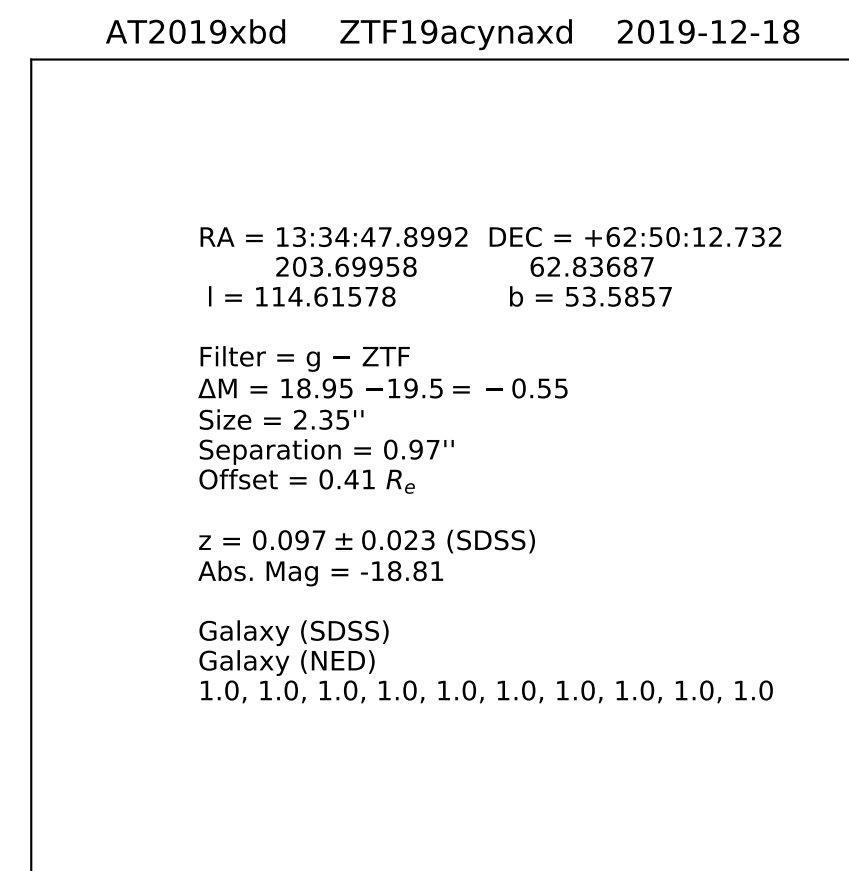 AT2019xbd ZTF19acynaxd 2019-12-18
RA = 13:34:47.8992 DEC = +62:50:12.732
203.69958 62.83687
l = 114.61578 b = 53.5857
Filter = g − ZTF
ΔM = 18.95 −19.5 = − 0.55
Size = 2.35''
Separation = 0.97''
Offset = 0.41 Re
z = 0.097 ± 0.023 (SDSS)
Abs. Mag = -18.81
Galaxy (SDSS)
Galaxy (NED)
1.0, 1.0, 1.0, 1.0, 1.0, 1.0, 1.0, 1.0, 1.0, 1.0